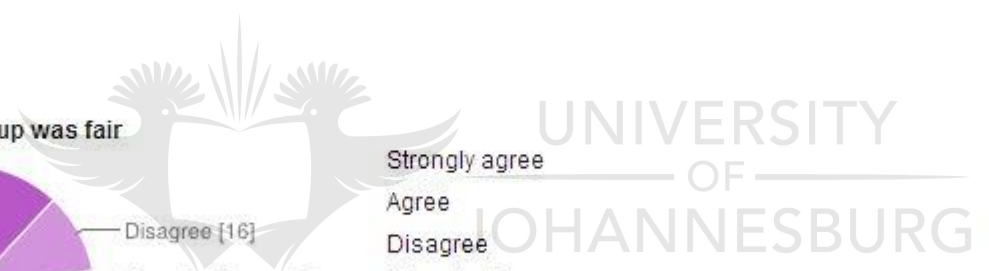 up was fair
Strongly agree
Agree
Disagree
Disagree [16]
UNIVERSITY
OF
JOHANNESBURG